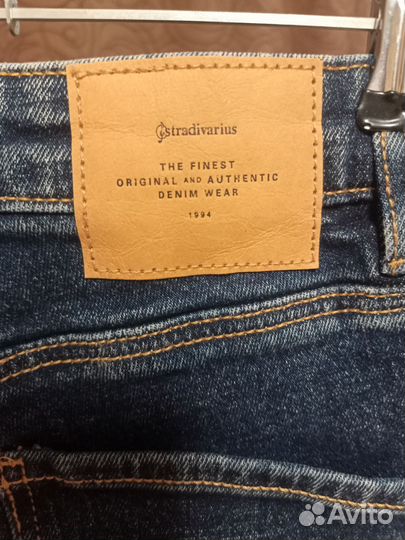 stradivarius
THE FINEST
ORIGINAL AND AUTHENTIC
DENIM WEAR
1994
Avito